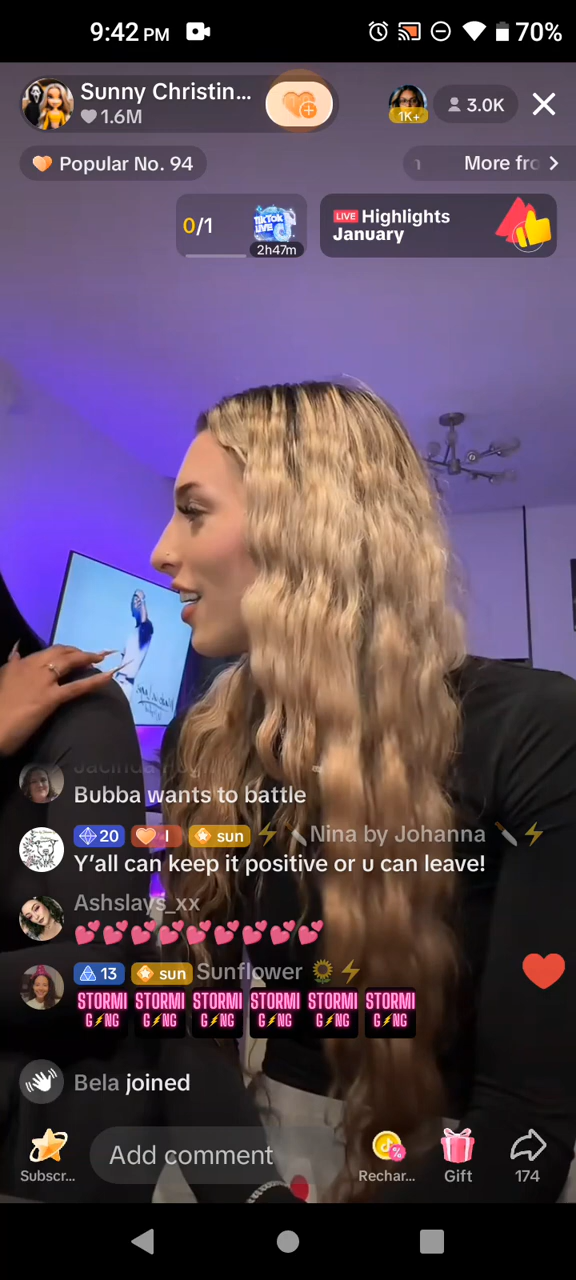 9:42 PM
70%
Sunny Christin...
1.6M
1K+
3.0K
Popular No. 94
More fro
0/1
TikTok LIVE
2h47m
LIVE Highlights
January
Bubba wants to battle
20 I sun Nina by Johanna
Y'all can keep it positive or u can leave!
Ashslays_xx
13 sun Sunflower
STORMI STORMI STORMI STORMI STORMI STORMI
G⚡NG G⚡NG G⚡NG G⚡NG G⚡NG G⚡NG
Bela joined
Add comment
Subscr...
Rechar...
Gift
174